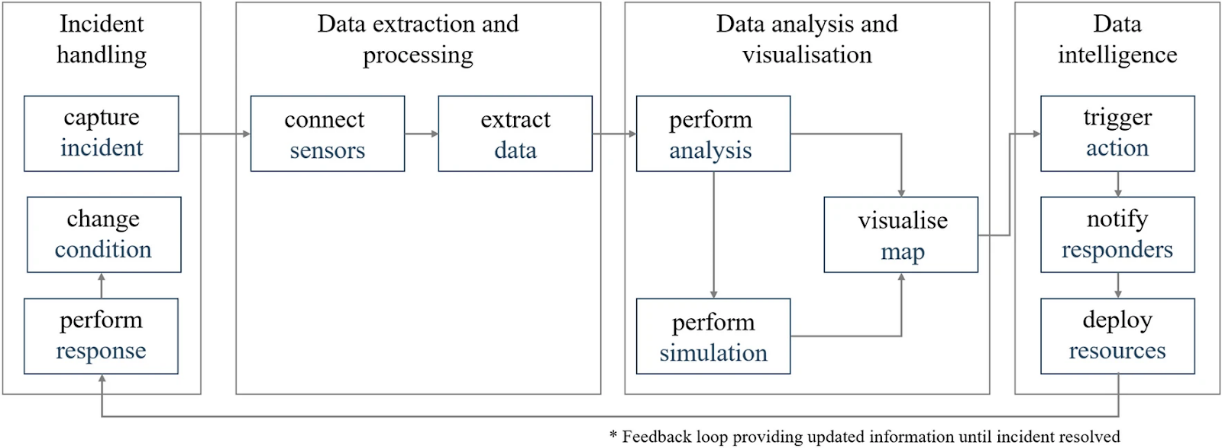 Incident
handling
capture
incident
change
condition
perform
response
Data extraction and
processing
connect
sensors
extract
data
Data analysis and
visualisation
perform
analysis
visualise
map
perform
simulation
Data
intelligence
trigger
action
notify
responders
deploy
resources
* Feedback loop providing updated information until incident resolved